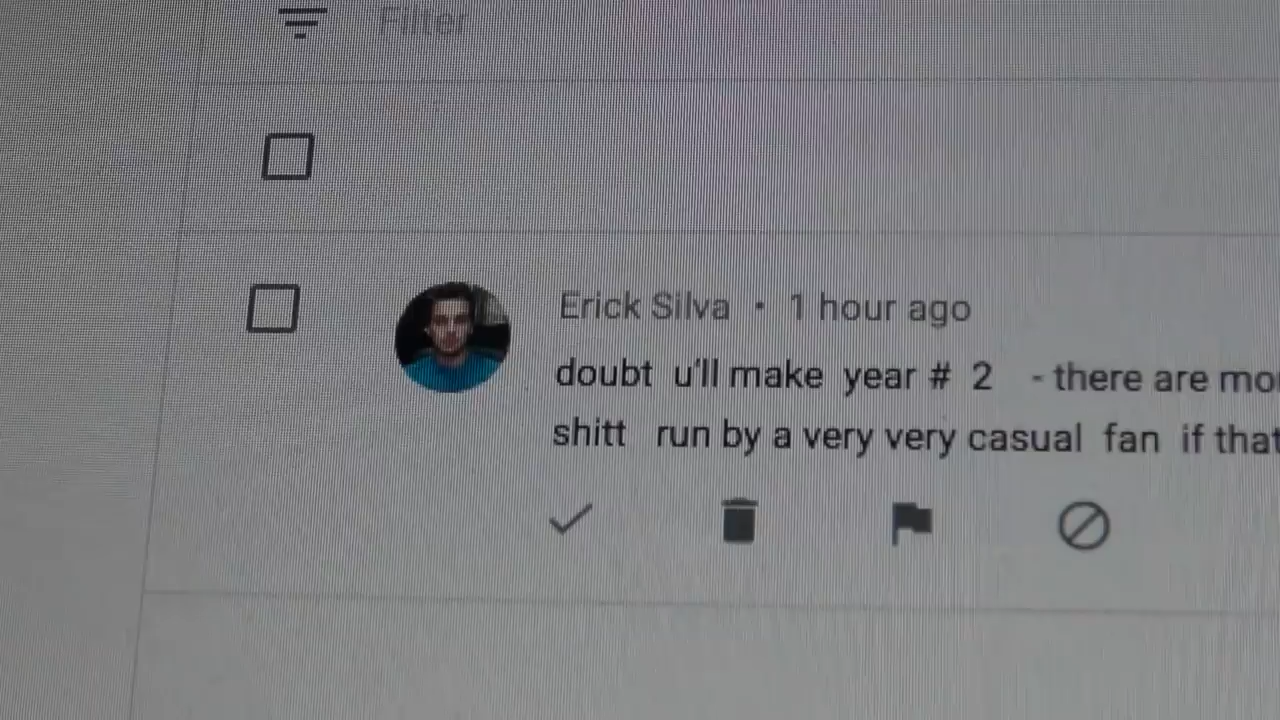 Filter
Erick Silva • 1 hour ago
doubt u'll make year # 2 - there are
shitt run by a very very casual fan if that